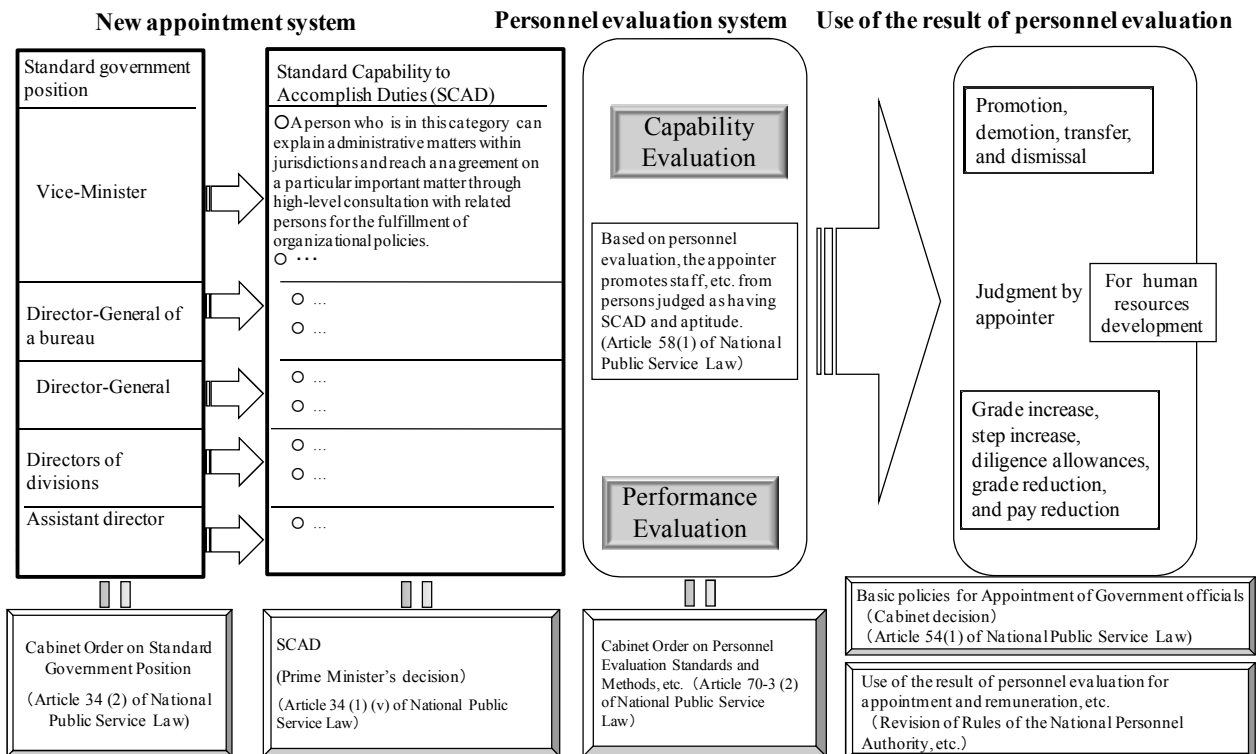 New appointment system
Personnel evaluation system
Use of the result of personnel evaluation
Standard government
position
Vice-Minister
Director-General of
a bureau
Director-General
Directors of
divisions
Assistant director
Standard Capability to
Accomplish Duties (SCAD)
○A person who is in this category can
explain administrative matters within
jurisdictions and reach an agreement on
a particular important matter through
high-level consultation with related
persons for the fulfillment of
organizational policies.
○ ・・・
○ …
○ …
○ …
○ …
○ …
○ …
○ …
Capability
Evaluation
Based on personnel
evaluation, the appointer
promotes staff, etc. from
persons judged as having
SCAD and aptitude.
(Article 58(1) of National
Public Service Law）
Performance
Evaluation
Promotion,
demotion, transfer,
and dismissal
Judgment by
appointer
For human
resources
development
Grade increase,
step increase,
diligence allowances,
grade reduction,
and pay reduction
Cabinet Order on Standard
Government Position
（Article 34 (2) of National
Public Service Law）
SCAD
(Prime Minister's decision）
（Article 34 (1) (v) of National Public
Service Law）
Cabinet Order on Personnel
Evaluation Standards and
Methods, etc.（Article 70-3 (2)
of National Public Service
Law）
Basic policies for Appointment of Government officials
（Cabinet decision）
（Article 54(1) of National Public Service Law）
Use of the result of personnel evaluation for
appointment and remuneration, etc.
（Revision of Rules of the National Personnel
Authority, etc.）